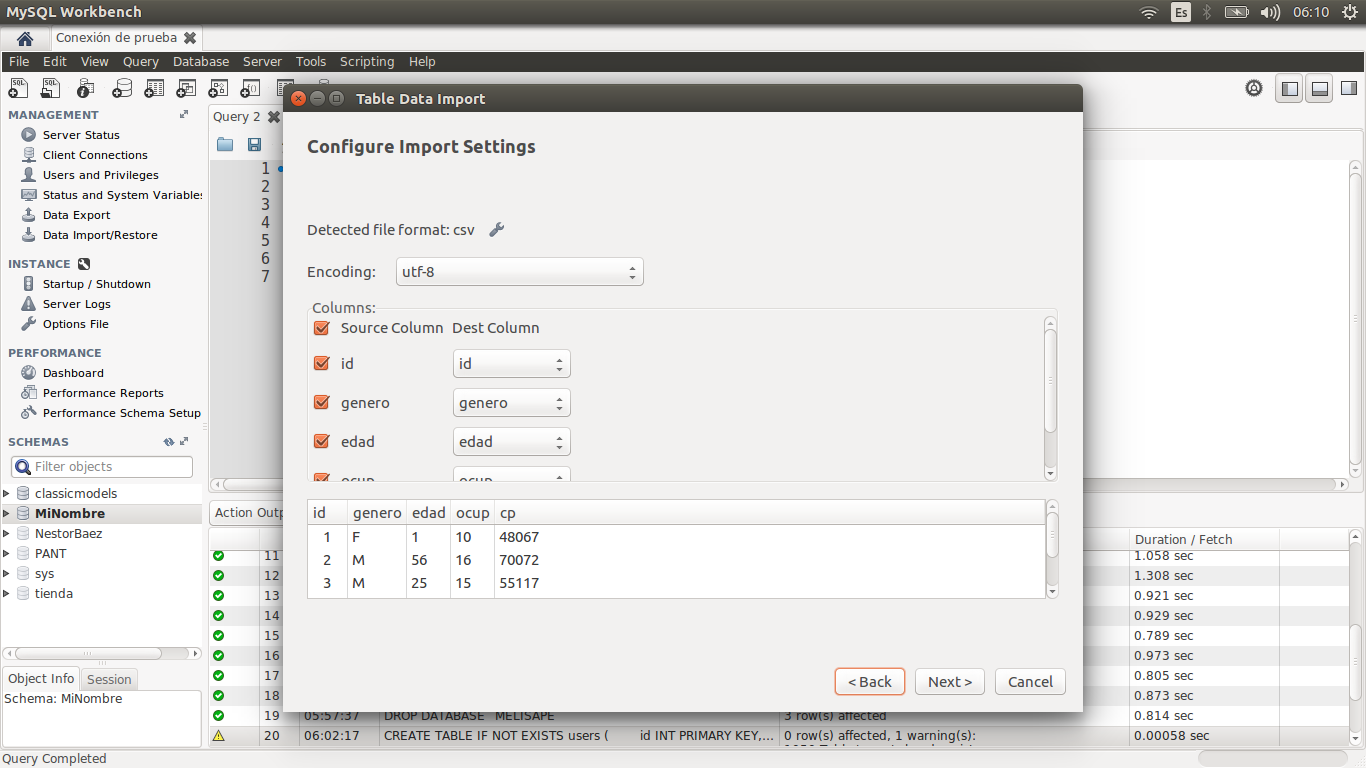 MySQL Workbench
Es
06:10
Conexión de prueba
File Edit View Query Database Server Tools Scripting Help
MANAGEMENT
Server Status
Client Connections
Users and Privileges
Status and System Variables
Data Export
Data Import/Restore
INSTANCE
Startup / Shutdown
Server Logs
Options File
PERFORMANCE
Dashboard
Performance Reports
Performance Schema Setup
SCHEMAS
Filter objects
classicmodels
MiNombre
NestorBaez
PANT
sys
tienda
Object Info Session
Schema: MiNombre
Query 2
1
2
3
4
5
6
7
Table Data Import
Configure Import Settings
Detected file format: csv
Encoding: utf-8
Columns:
Source Column Dest Column
id id
genero genero
edad edad
ocup ocup
id genero edad ocup cp
1 F 1 10 48067
2 M 56 16 70072
3 M 25 15 55117
< Back Next > Cancel
Action Outp
Duration / Fetch
11 1.058 sec
12 1.308 sec
13 0.921 sec
14 0.929 sec
15 0.789 sec
16 0.973 sec
17 0.805 sec
18 0.873 sec
19 05:57:37 DROP DATABASE MELISAPE 3 row(s) affected 0.814 sec
20 06:02:17 CREATE TABLE IF NOT EXISTS users ( id INT PRIMARY KEY,... 0 row(s) affected, 1 warning(s): 0.00058 sec
Query Completed